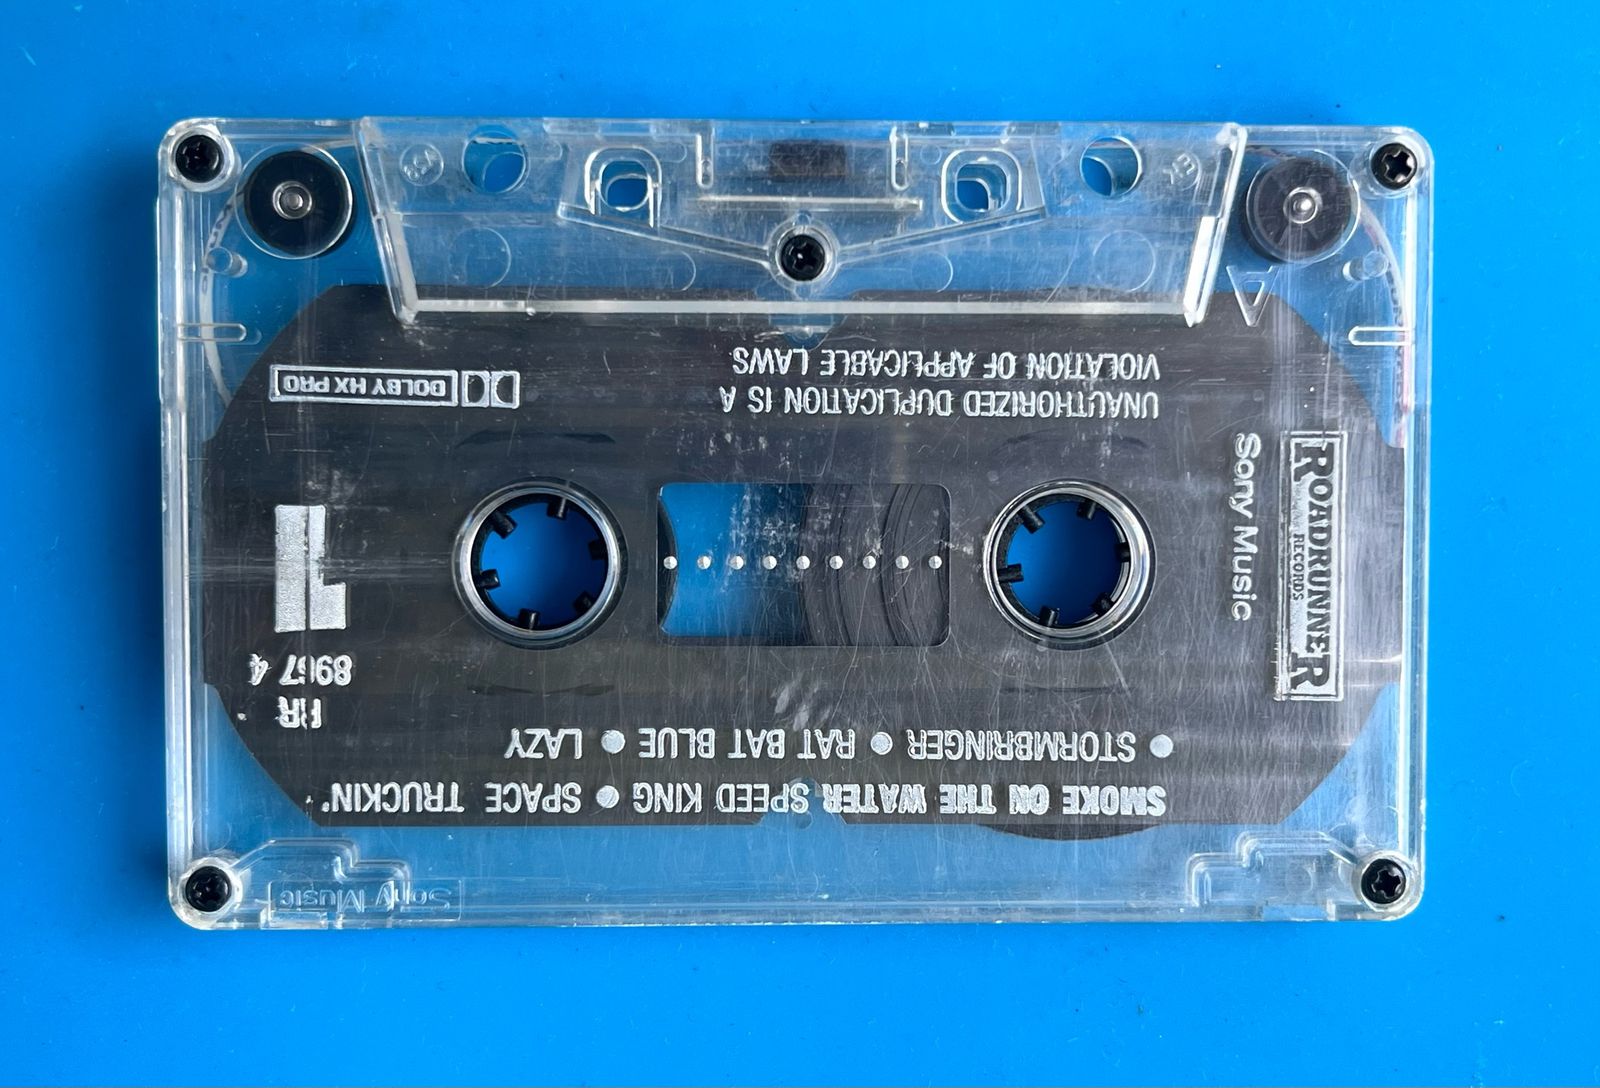 SMOKE ON THE WATER SPEED KING • SPACE TRUCKIN'
• STORMBRINGER • RAT BAT BLUE • LAZY
RR
8967 4
1
ROADRUNNER
RECORDS
Sony Music
UNAUTHORIZED DUPLICATION IS A
VIOLATION OF APPLICABLE LAWS
DOLBY HX PRO
A
Sony Music